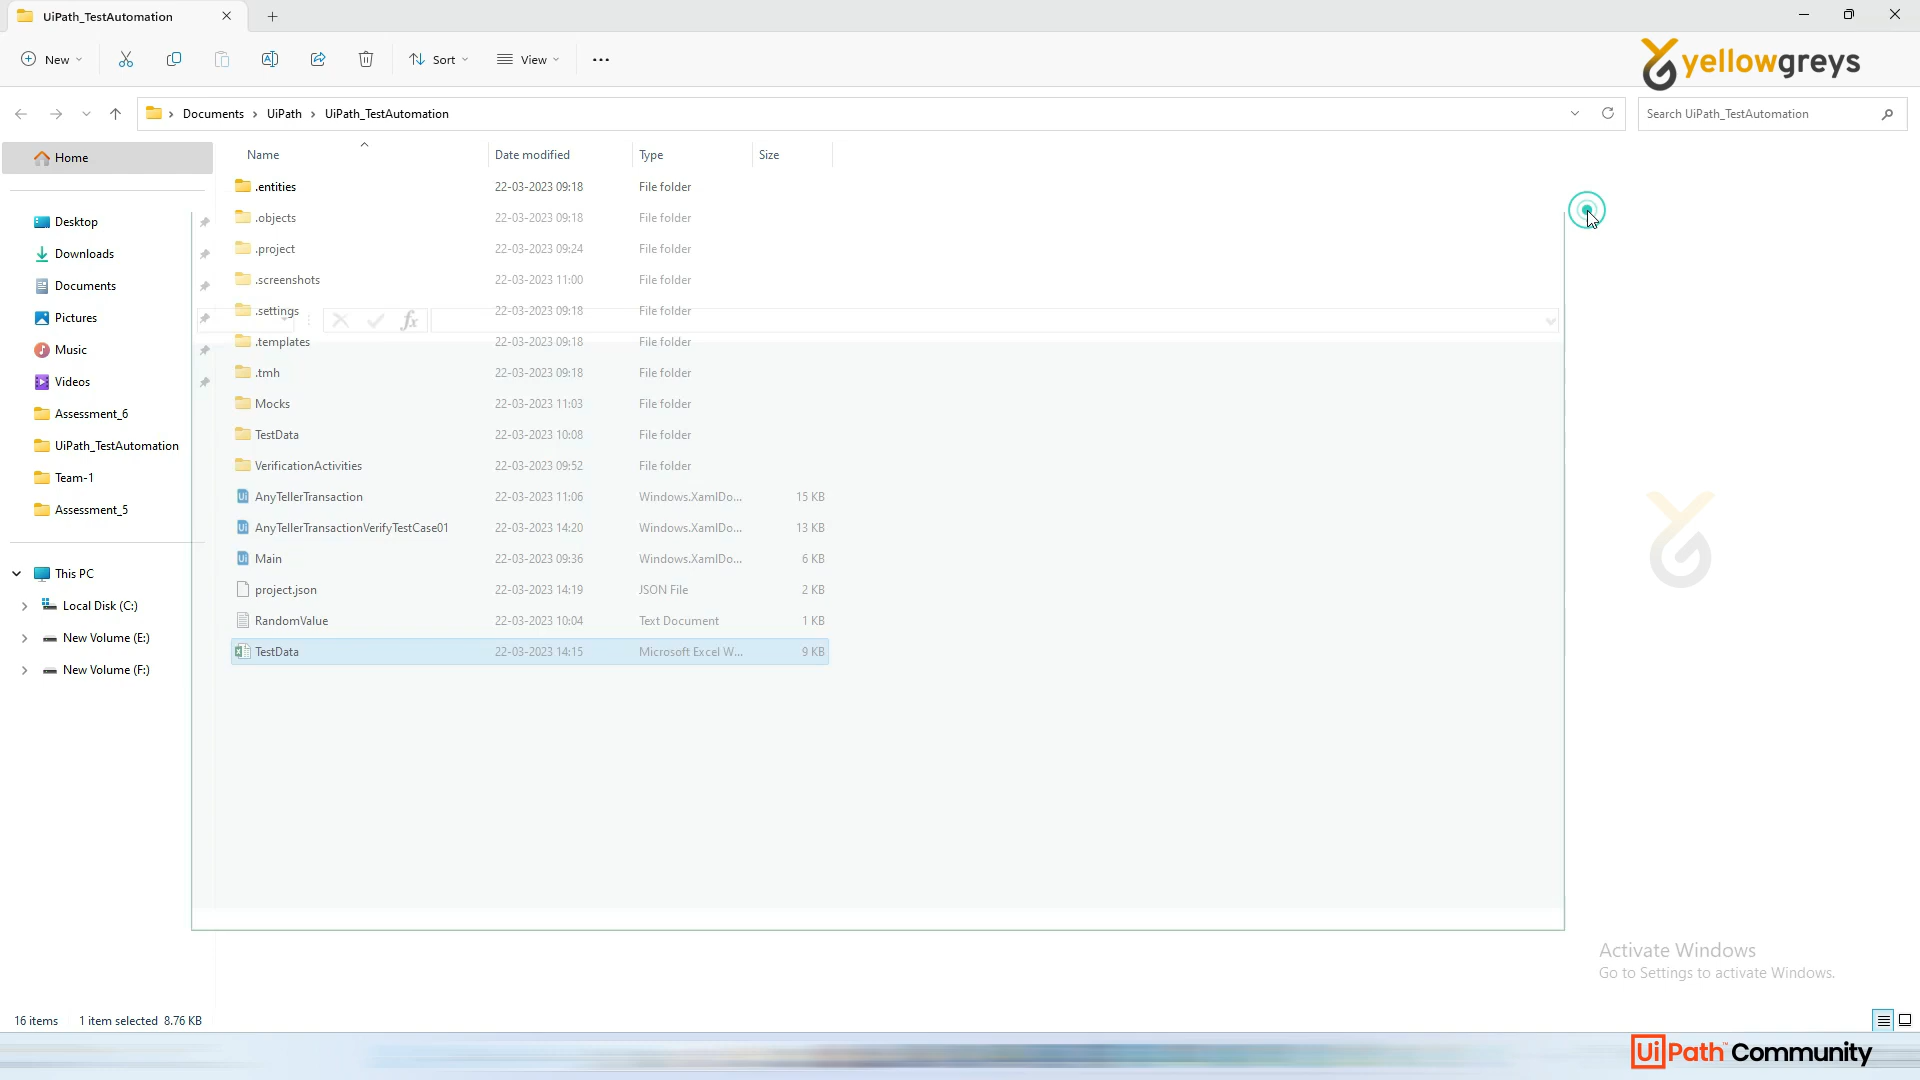 UiPath_TestAutomation
New
Sort
View
yellowgreys
Documents > UiPath > UiPath_TestAutomation
Search UiPath_TestAutomation
Home
Desktop
Downloads
Documents
Pictures
Music
Videos
Assessment_6
UiPath_TestAutomation
Team-1
Assessment_5
This PC
Local Disk (C:)
New Volume (E:)
New Volume (F:)
Name Date modified Type Size
.entities 22-03-2023 09:18 File folder
.objects 22-03-2023 09:18 File folder
.project 22-03-2023 09:24 File folder
.screenshots 22-03-2023 11:00 File folder
.settings 22-03-2023 09:18 File folder
fx
.templates 22-03-2023 09:18 File folder
.tmh 22-03-2023 09:18 File folder
Mocks 22-03-2023 11:03 File folder
TestData 22-03-2023 10:08 File folder
VerificationActivities 22-03-2023 09:52 File folder
AnyTellerTransaction 22-03-2023 11:06 Windows.XamlDo... 15 KB
AnyTellerTransactionVerifyTestCase01 22-03-2023 14:20 Windows.XamlDo... 13 KB
Main 22-03-2023 09:36 Windows.XamlDo... 6 KB
project.json 22-03-2023 14:19 JSON File 2 KB
RandomValue 22-03-2023 10:04 Text Document 1 KB
TestData 22-03-2023 14:15 Microsoft Excel W... 9 KB
Activate Windows
Go to Settings to activate Windows.
16 items 1 item selected 8.76 KB
UiPath™ Community